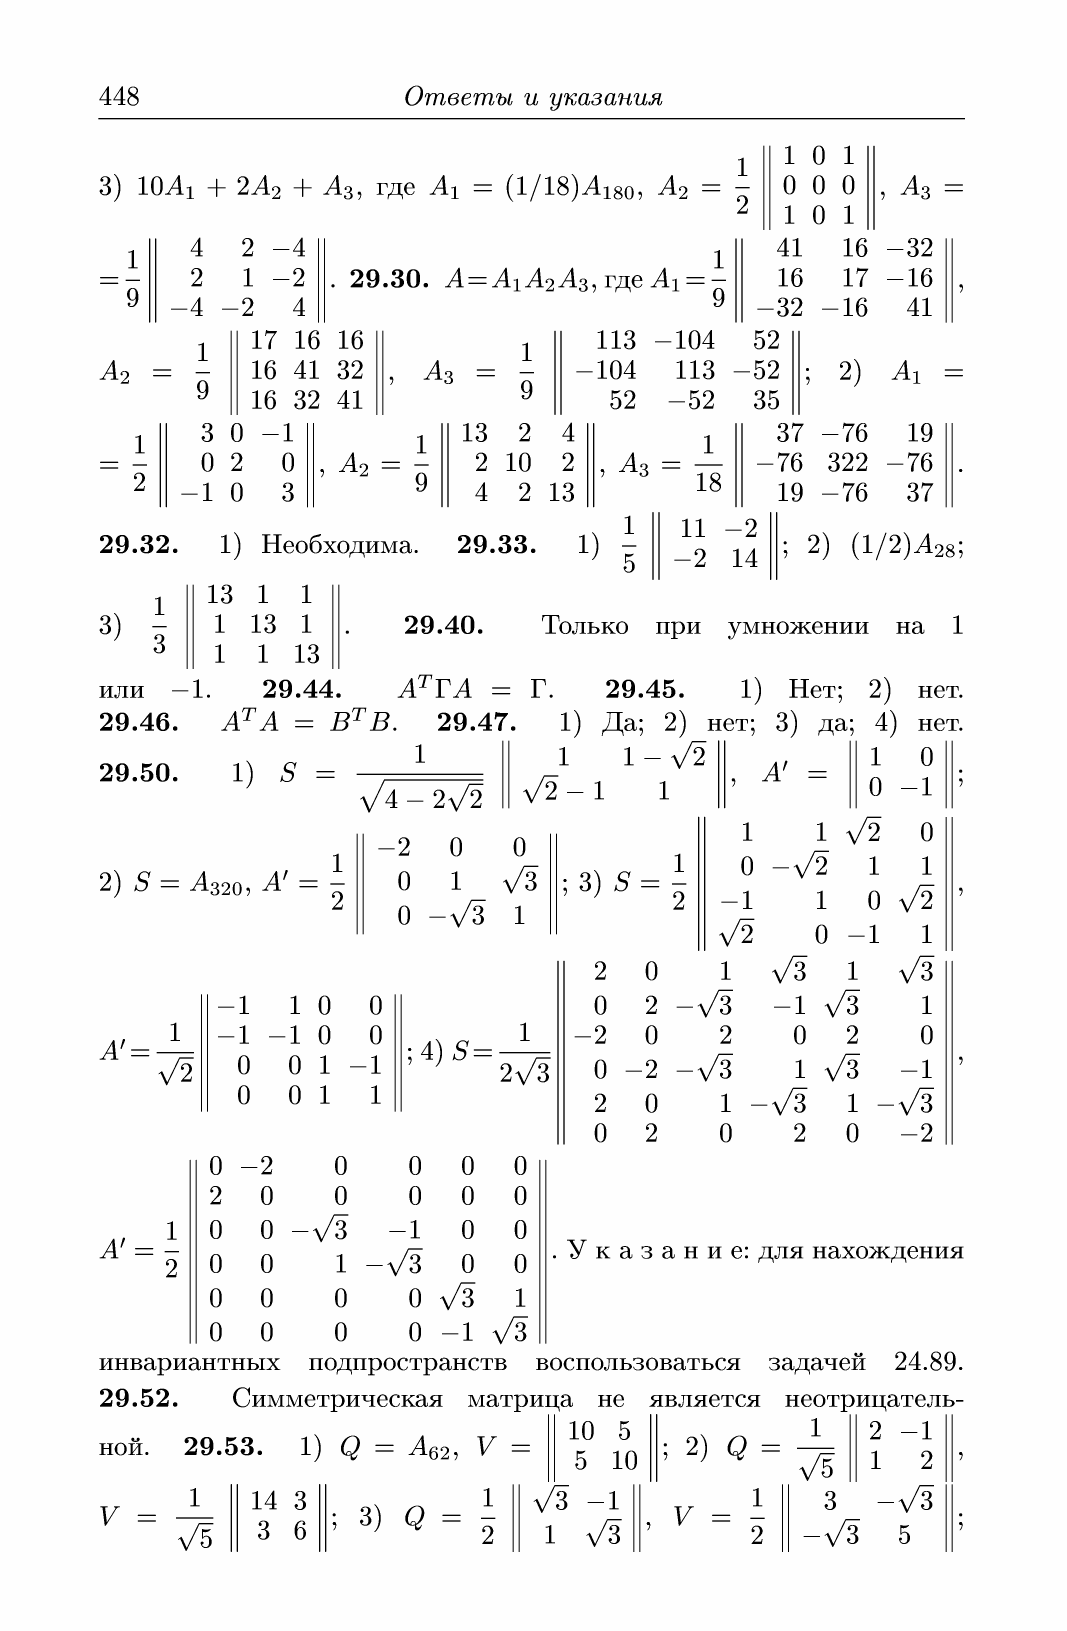 448 Ответы и указания
3) $10A_1 + 2A_2 + A_3$, где $A_1 = (1/18)A_{180}$, $A_2 = \frac{1}{2}\begin{Vmatrix} 1 & 0 & 1 \\ 0 & 0 & 0 \\ 1 & 0 & 1 \end{Vmatrix}$, $A_3 =$
$= \frac{1}{9}\begin{Vmatrix} 4 & 2 & -4 \\ 2 & 1 & -2 \\ -4 & -2 & 4 \end{Vmatrix}$. **29.30.** $A = A_1A_2A_3$, где $A_1 = \frac{1}{9}\begin{Vmatrix} 41 & 16 & -32 \\ 16 & 17 & -16 \\ -32 & -16 & 41 \end{Vmatrix}$,
$A_2 = \frac{1}{9}\begin{Vmatrix} 17 & 16 & 16 \\ 16 & 41 & 32 \\ 16 & 32 & 41 \end{Vmatrix}$, $A_3 = \frac{1}{9}\begin{Vmatrix} 113 & -104 & 52 \\ -104 & 113 & -52 \\ 52 & -52 & 35 \end{Vmatrix}$; 2) $A_1 =$
$= \frac{1}{2}\begin{Vmatrix} 3 & 0 & -1 \\ 0 & 2 & 0 \\ -1 & 0 & 3 \end{Vmatrix}$, $A_2 = \frac{1}{9}\begin{Vmatrix} 13 & 2 & 4 \\ 2 & 10 & 2 \\ 4 & 2 & 13 \end{Vmatrix}$, $A_3 = \frac{1}{18}\begin{Vmatrix} 37 & -76 & 19 \\ -76 & 322 & -76 \\ 19 & -76 & 37 \end{Vmatrix}$.
**29.32.** 1) Необходима. **29.33.** 1) $\frac{1}{5}\begin{Vmatrix} 11 & -2 \\ -2 & 14 \end{Vmatrix}$; 2) $(1/2)A_{28}$;
3) $\frac{1}{3}\begin{Vmatrix} 13 & 1 & 1 \\ 1 & 13 & 1 \\ 1 & 1 & 13 \end{Vmatrix}$. **29.40.** Только при умножении на 1
или −1. **29.44.** $A^T Γ A = Γ$. **29.45.** 1) Нет; 2) нет.
**29.46.** $A^T A = B^T B$. **29.47.** 1) Да; 2) нет; 3) да; 4) нет.
**29.50.** 1) $S = \frac{1}{\sqrt{4 - 2\sqrt{2}}}\begin{Vmatrix} 1 & 1 - \sqrt{2} \\ \sqrt{2} - 1 & 1 \end{Vmatrix}$, $A' = \begin{Vmatrix} 1 & 0 \\ 0 & -1 \end{Vmatrix}$;
2) $S = A_{320}$, $A' = \frac{1}{2}\begin{Vmatrix} -2 & 0 & 0 \\ 0 & 1 & \sqrt{3} \\ 0 & -\sqrt{3} & 1 \end{Vmatrix}$; 3) $S = \frac{1}{2}\begin{Vmatrix} 1 & 1 & \sqrt{2} & 0 \\ 0 & -\sqrt{2} & 1 & 1 \\ -1 & 1 & 0 & \sqrt{2} \\ \sqrt{2} & 0 & -1 & 1 \end{Vmatrix}$,
$A' = \frac{1}{\sqrt{2}}\begin{Vmatrix} -1 & 1 & 0 & 0 \\ -1 & -1 & 0 & 0 \\ 0 & 0 & 1 & -1 \\ 0 & 0 & 1 & 1 \end{Vmatrix}$; 4) $S = \frac{1}{2\sqrt{3}}\begin{Vmatrix} 2 & 0 & 1 & \sqrt{3} & 1 & \sqrt{3} \\ 0 & 2 & -\sqrt{3} & -1 & \sqrt{3} & 1 \\ -2 & 0 & 2 & 0 & 2 & 0 \\ 0 & -2 & -\sqrt{3} & 1 & \sqrt{3} & -1 \\ 2 & 0 & 1 & -\sqrt{3} & 1 & -\sqrt{3} \\ 0 & 2 & 0 & 2 & 0 & -2 \end{Vmatrix}$,
$A' = \frac{1}{2}\begin{Vmatrix} 0 & -2 & 0 & 0 & 0 & 0 \\ 2 & 0 & 0 & 0 & 0 & 0 \\ 0 & 0 & -\sqrt{3} & -1 & 0 & 0 \\ 0 & 0 & 1 & -\sqrt{3} & 0 & 0 \\ 0 & 0 & 0 & 0 & \sqrt{3} & 1 \\ 0 & 0 & 0 & 0 & -1 & \sqrt{3} \end{Vmatrix}$. У к а з а н и е: для нахождения
инвариантных подпространств воспользоваться задачей 24.89.
**29.52.** Симметрическая матрица не является неотрицатель-
ной. **29.53.** 1) $Q = A_{62}$, $V = \begin{Vmatrix} 10 & 5 \\ 5 & 10 \end{Vmatrix}$; 2) $Q = \frac{1}{\sqrt{5}}\begin{Vmatrix} 2 & -1 \\ 1 & 2 \end{Vmatrix}$,
$V = \frac{1}{\sqrt{5}}\begin{Vmatrix} 14 & 3 \\ 3 & 6 \end{Vmatrix}$; 3) $Q = \frac{1}{2}\begin{Vmatrix} \sqrt{3} & -1 \\ 1 & \sqrt{3} \end{Vmatrix}$, $V = \frac{1}{2}\begin{Vmatrix} 3 & -\sqrt{3} \\ -\sqrt{3} & 5 \end{Vmatrix}$;